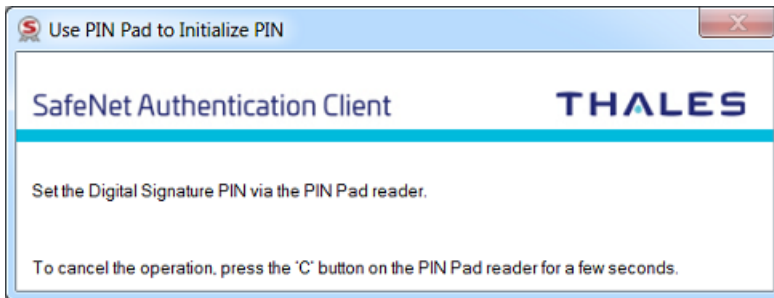 Use PIN Pad to Initialize PIN
SafeNet Authentication Client
THALES
Set the Digital Signature PIN via the PIN Pad reader.
To cancel the operation, press the 'C' button on the PIN Pad reader for a few seconds.